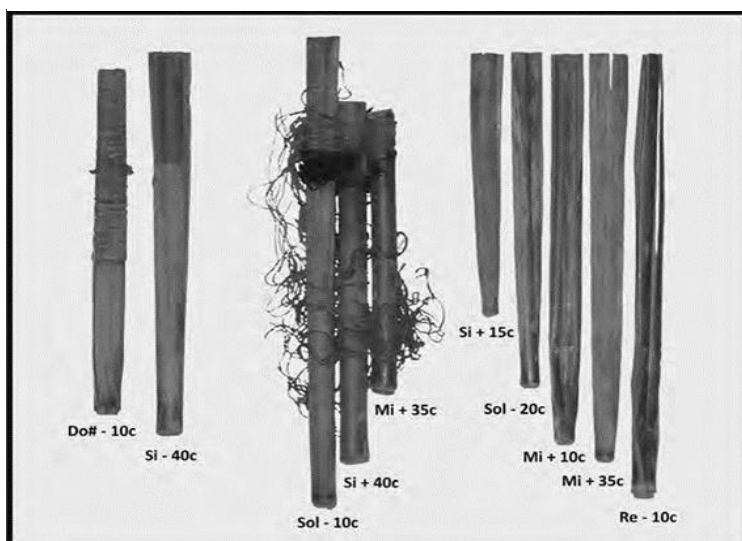 Do# - 10c
Si - 40c
Sol - 10c
Si + 40c
Mi + 35c
Si + 15c
Sol - 20c
Mi + 10c
Mi + 35c
Re - 10c